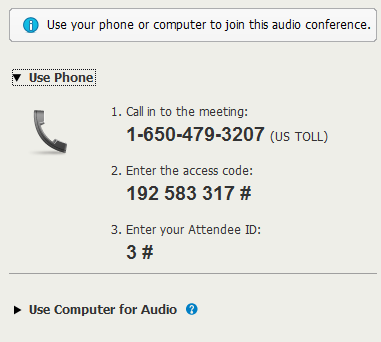 Use your phone or computer to join this audio conference.
Use Phone
1. Call in to the meeting:
1-650-479-3207 (US TOLL)
2. Enter the access code:
192 583 317 #
3. Enter your Attendee ID:
3 #
Use Computer for Audio ?